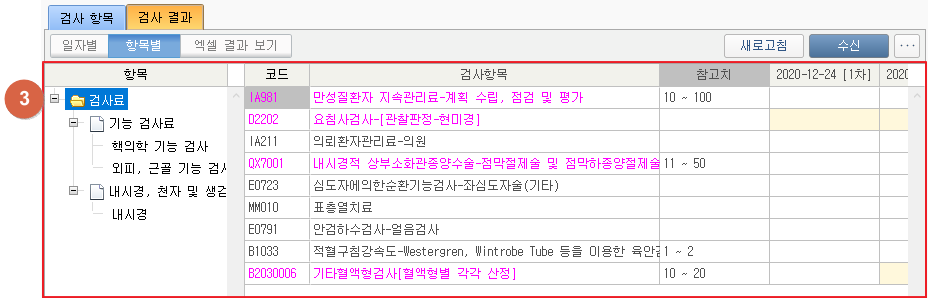 검사 항목 검사 결과
일자별 항목별 엑셀 결과 보기 새로고침 수신 ...
항목 코드 검사항목 참고치 2020-12-24 [1차] 2020
3
검사료 IA981 만성질환자 지속관리료-계획 수립, 점검 및 평가 10 ~ 100
기능 검사료 D2202 요침사검사-[관찰판정-현미경]
핵의학 기능 검사 IA211 의뢰환자관리료-의원
외피, 근골 기능 검사 QX7001 내시경적 상부소화관종양수술-점막절제술 및 점막하종양절제술 11 ~ 50
내시경, 천자 및 생검 E0723 심도자에의한순환기능검사-좌심도자술(기타)
내시경 MM010 표층열치료
E0791 안검하수검사-얼음검사
B1033 적혈구침강속도-Westergren, Wintrobe Tube 등을 이용한 육안 1 ~ 2
B2030006 기타혈액형검사[혈액형별 각각 산정] 10 ~ 20